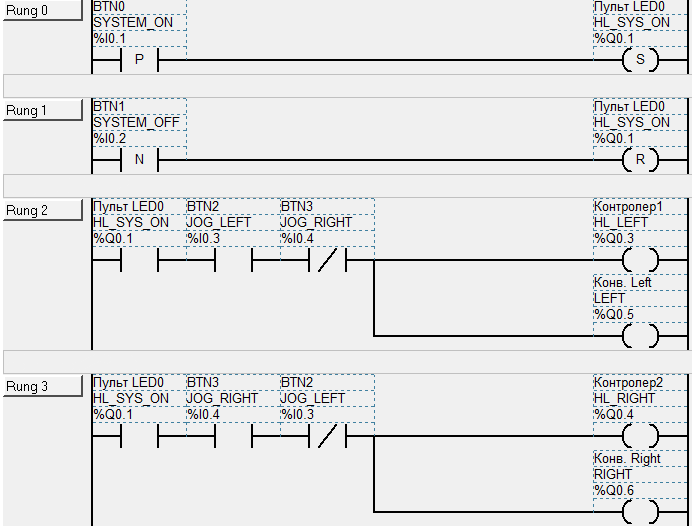 Rung 0
BTN0
Пульт LED0
SYSTEM_ON
HL_SYS_ON
%I0.1
%Q0.1
P
S
Rung 1
BTN1
Пульт LED0
SYSTEM_OFF
HL_SYS_ON
%I0.2
%Q0.1
N
R
Rung 2
Пульт LED0
BTN2
BTN3
Контролер1
HL_SYS_ON
JOG_LEFT
JOG_RIGHT
HL_LEFT
%Q0.1
%I0.3
%I0.4
%Q0.3
Конв. Left
LEFT
%Q0.5
Rung 3
Пульт LED0
BTN3
BTN2
Контролер2
HL_SYS_ON
JOG_RIGHT
JOG_LEFT
HL_RIGHT
%Q0.1
%I0.4
%I0.3
%Q0.4
Конв. Right
RIGHT
%Q0.6